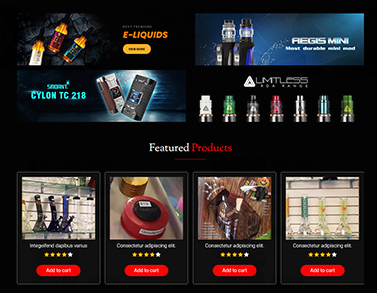 BEST TRENDING
E-LIQUIDS
VIEW MORE
AEGIS MINI
Most durable mini mod
SMOANT
CYLON TC 218
LIMITLESS
RDA RANGE
Featured Products
Integeifend dapibus varius
Consectetur adipiscing elit.
Consectetur adipiscing elit.
Consectetur adipiscing elit.
Add to cart
Add to cart
Add to cart
Add to cart